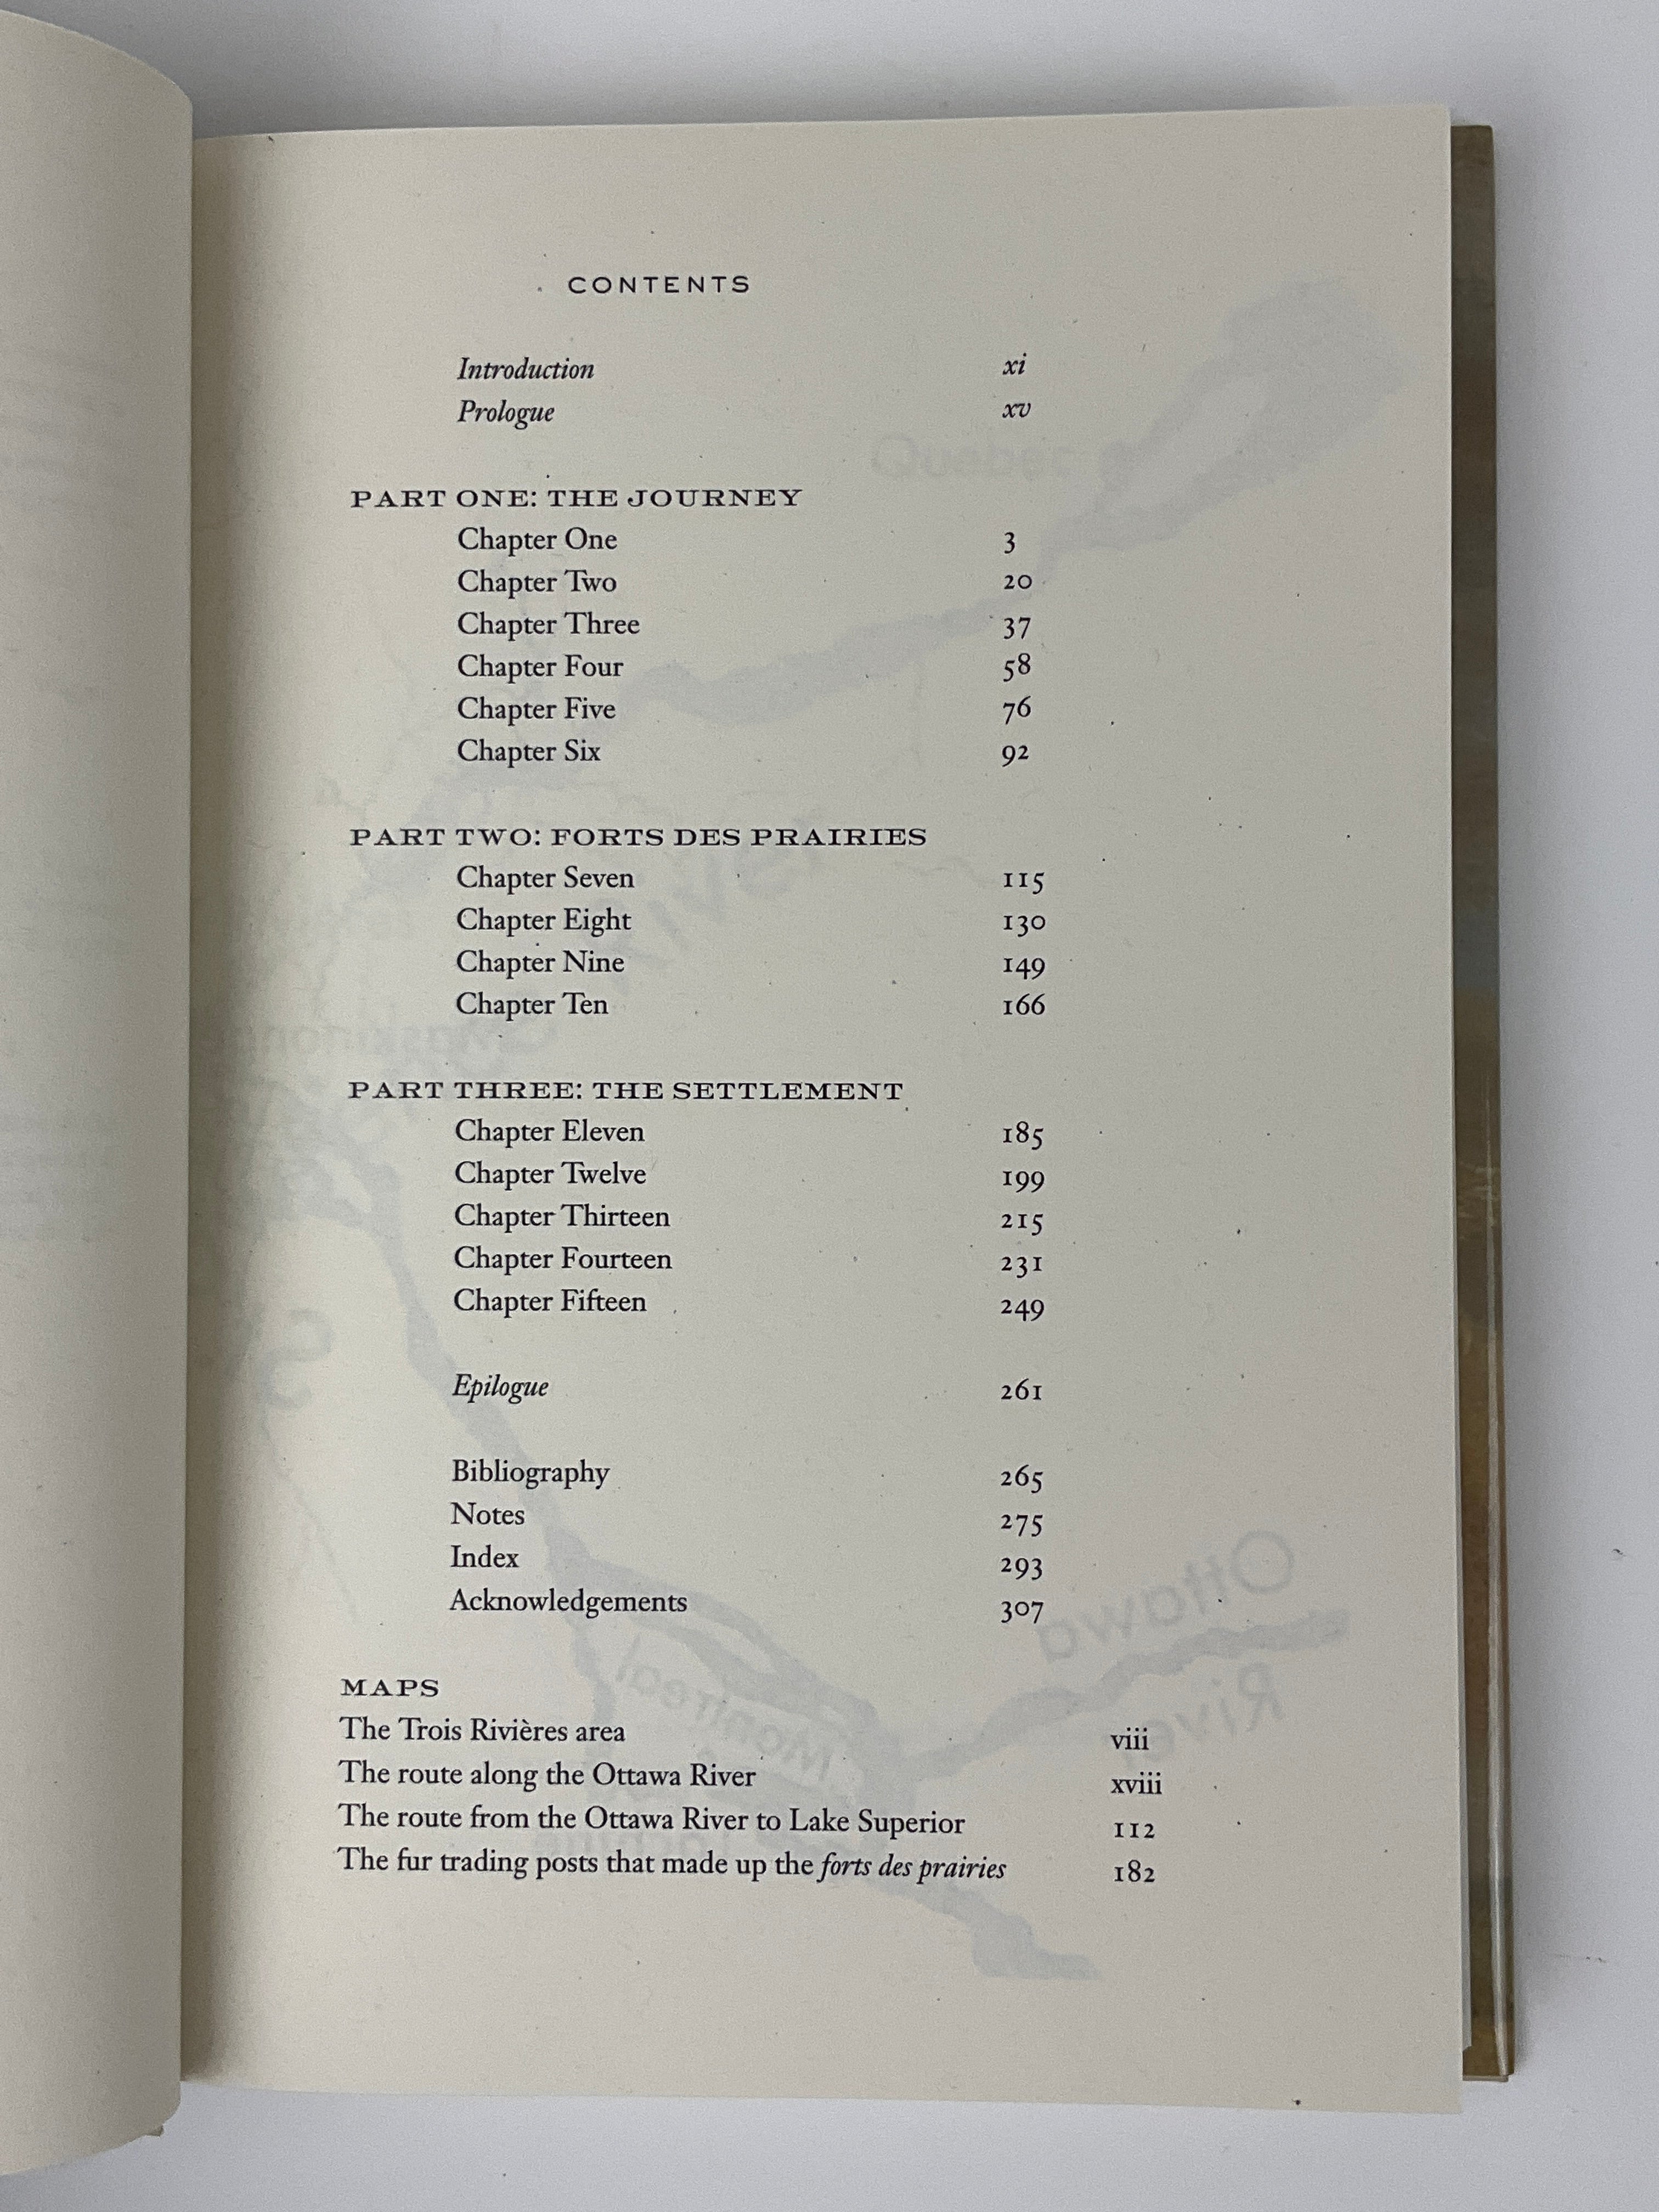 CONTENTS
Introduction xi
Prologue xv
PART ONE: THE JOURNEY
Chapter One 3
Chapter Two 20
Chapter Three 37
Chapter Four 58
Chapter Five 76
Chapter Six 92
PART TWO: FORTS DES PRAIRIES
Chapter Seven 115
Chapter Eight 130
Chapter Nine 149
Chapter Ten 166
PART THREE: THE SETTLEMENT
Chapter Eleven 185
Chapter Twelve 199
Chapter Thirteen 215
Chapter Fourteen 231
Chapter Fifteen 249
Epilogue 261
Bibliography 265
Notes 275
Index 293
Acknowledgements 307
MAPS
The Trois Rivières area viii
The route along the Ottawa River xviii
The route from the Ottawa River to Lake Superior 112
The fur trading posts that made up the forts des prairies 182